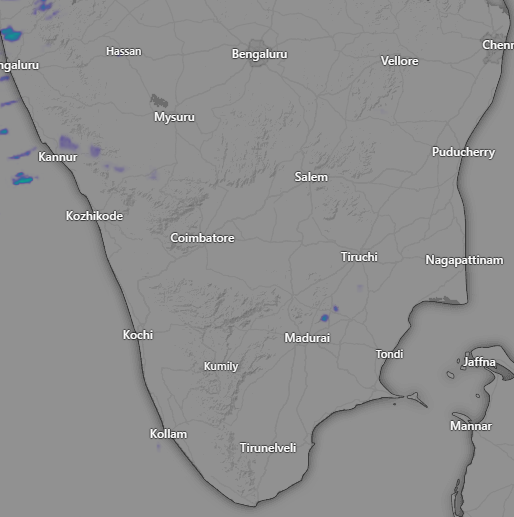 Hassan
Bengaluru
Chenn
Vellore
ngaluru
Mysuru
Kannur
Puducherry
Salem
Kozhikode
Coimbatore
Tiruchi
Nagapattinam
Kochi
Madurai
Tondi
Kumily
Jaffna
Mannar
Kollam
Tirunelveli